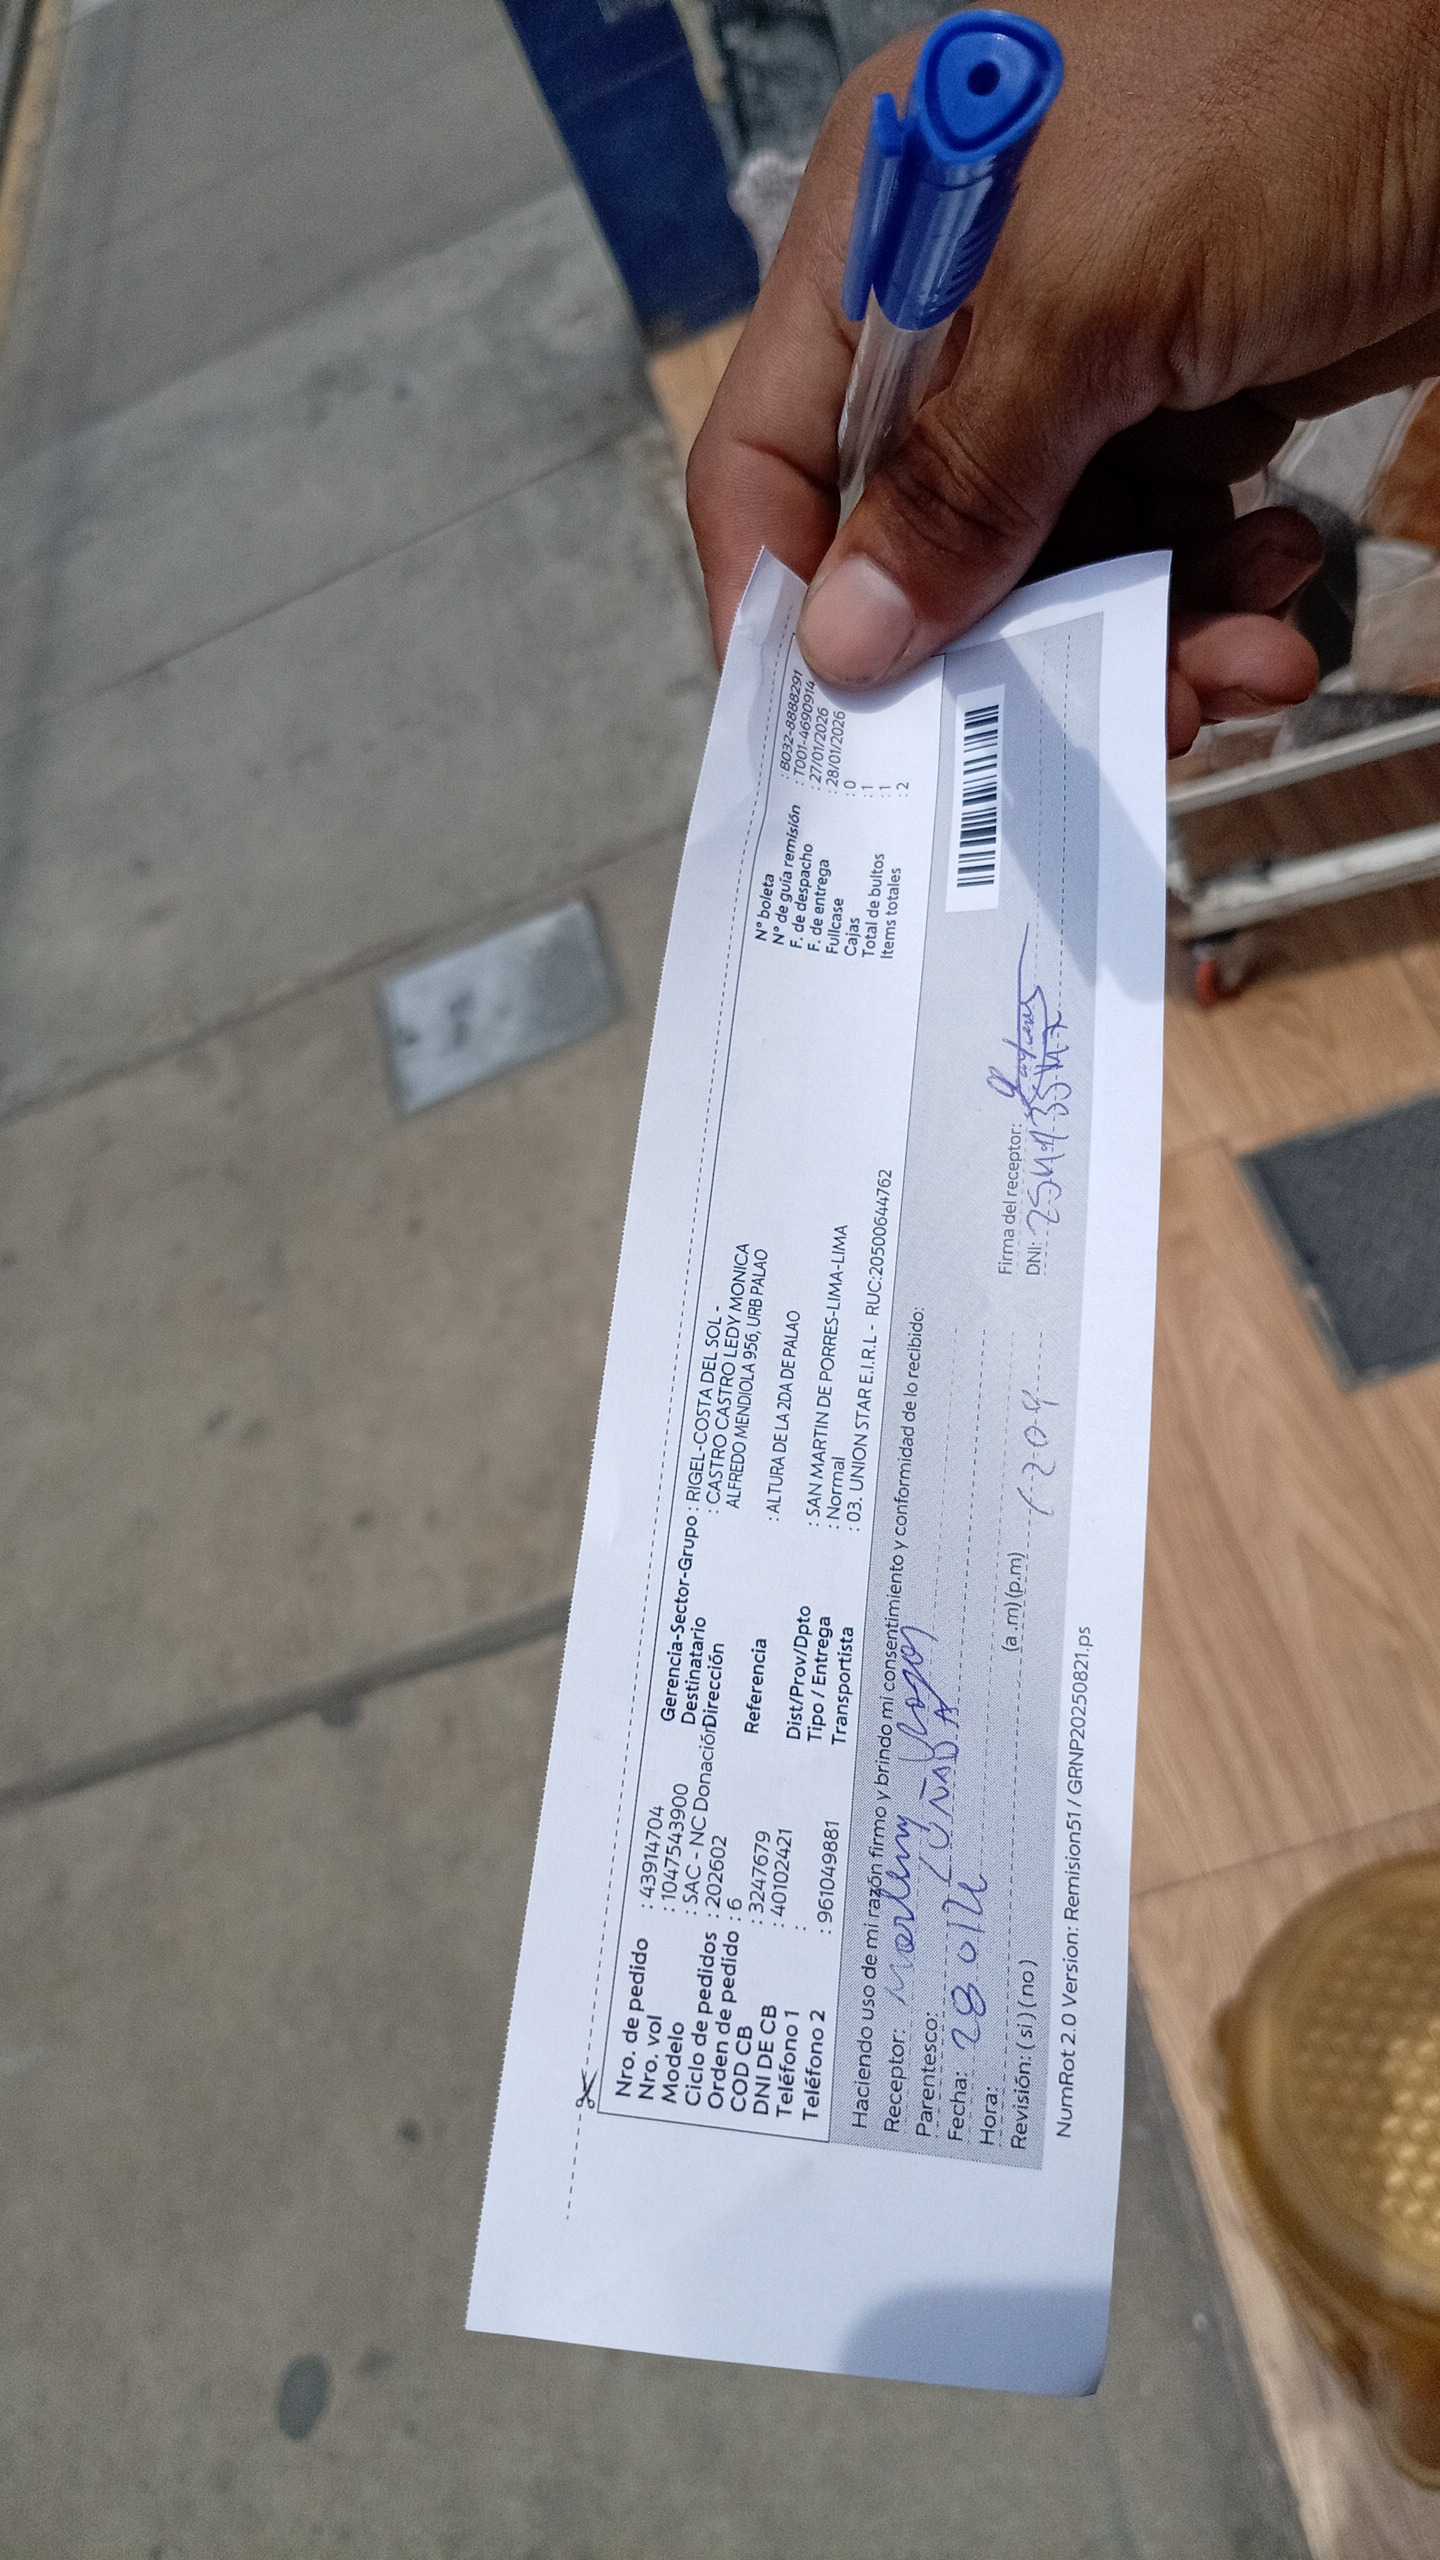 Nro. de pedido : 43914704
Nro. vol : 1047543900
Modelo : SAC - NC Donación
Ciclo de pedidos : 202602
Orden de pedido : 6
COD CB : 3247679
DNI DE CB : 40102421
Teléfono 1 :
Teléfono 2 : 961049881
Gerencia-Sector-Grupo : RIGEL-COSTA DEL SOL -
Destinatario : CASTRO CASTRO LEDY MONICA
Dirección ALFREDO MENDIOLA 956, URB PALAO
Referencia : ALTURA DE LA 2DA DE PALAO
Dist/Prov/Dpto : SAN MARTIN DE PORRES-LIMA-LIMA
Tipo / Entrega : Normal
Transportista : 03. UNION STAR E.I.R.L - RUC:20500644762
N° boleta : B032-8888291
N° de guía remisión : T001-4690914
F. de despacho : 27/01/2026
F. de entrega : 28/01/2026
Fullcase : 0
Cajas : 1
Total de bultos : 1
Items totales : 2
Haciendo uso de mi razón firmo y brindo mi consentimiento y conformidad de lo recibido:
Receptor:
Parentesco: CUÑADA
Fecha: 28
Hora: (a .m) (p.m)
Revisión: ( si ) ( no )
Firma del receptor:
DNI:
NumRot 2.0 Version: Remision51 / GRNP20250821.ps